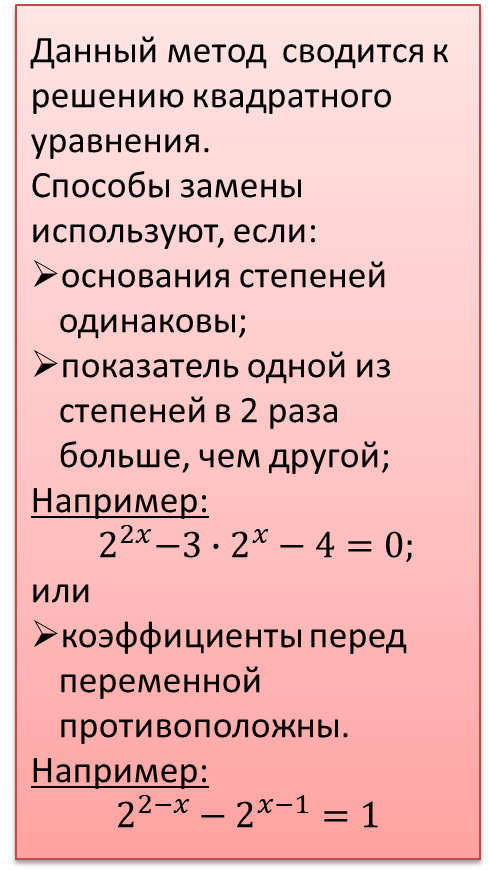 Данный метод сводится к
решению квадратного
уравнения.
Способы замены
используют, если:
➢основания степеней
одинаковы;
➢показатель одной из
степеней в 2 раза
больше, чем другой;
Например:
2^{2x}−3 · 2^{x} − 4 = 0;
или
➢коэффициенты перед
переменной
противоположны.
Например:
2^{2−x} − 2^{x−1} = 1